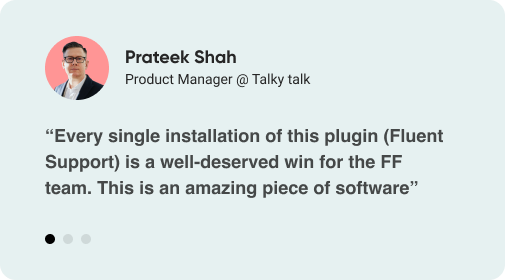 Prateek Shah
Product Manager @ Talky talk
“Every single installation of this plugin (Fluent
Support) is a well-deserved win for the FF
team. This is an amazing piece of software”